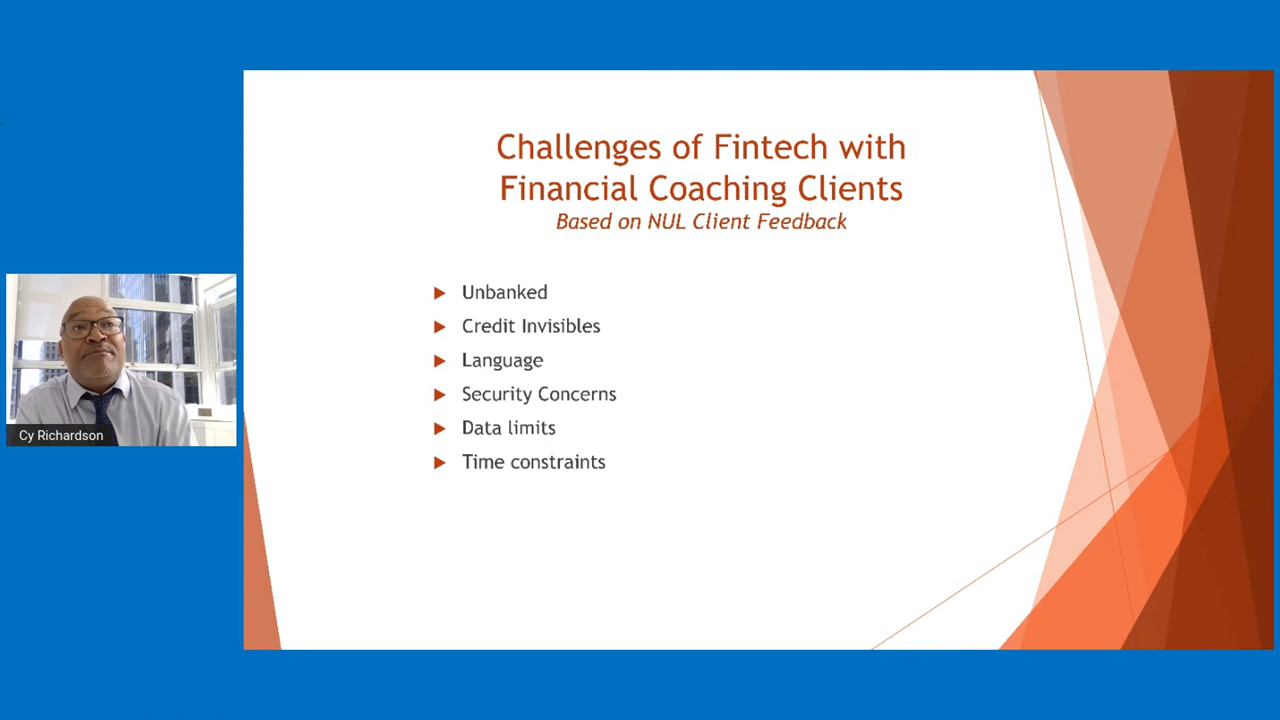 Challenges of Fintech with
Financial Coaching Clients
Based on NUL Client Feedback
Unbanked
Credit Invisibles
Language
Security Concerns
Data limits
Time constraints
Cy Richardson